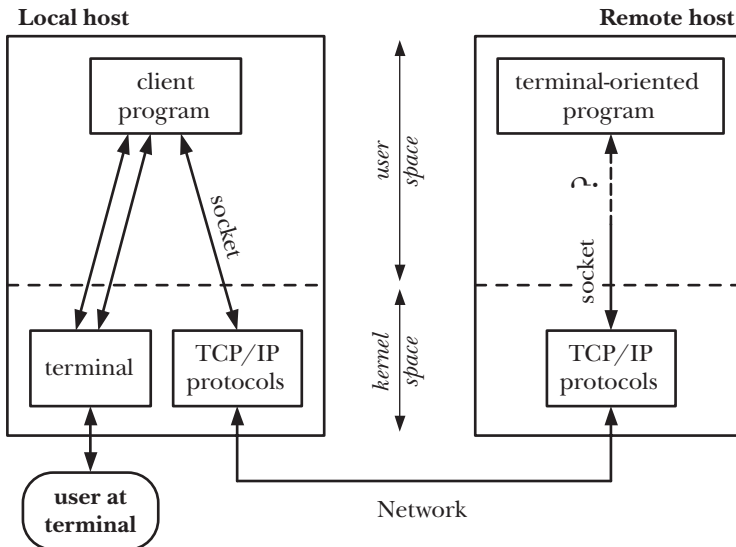 Local host
Remote host
client
program
terminal-oriented
program
user
space
?
socket
socket
kernel
space
terminal
TCP/IP
protocols
TCP/IP
protocols
user at
terminal
Network